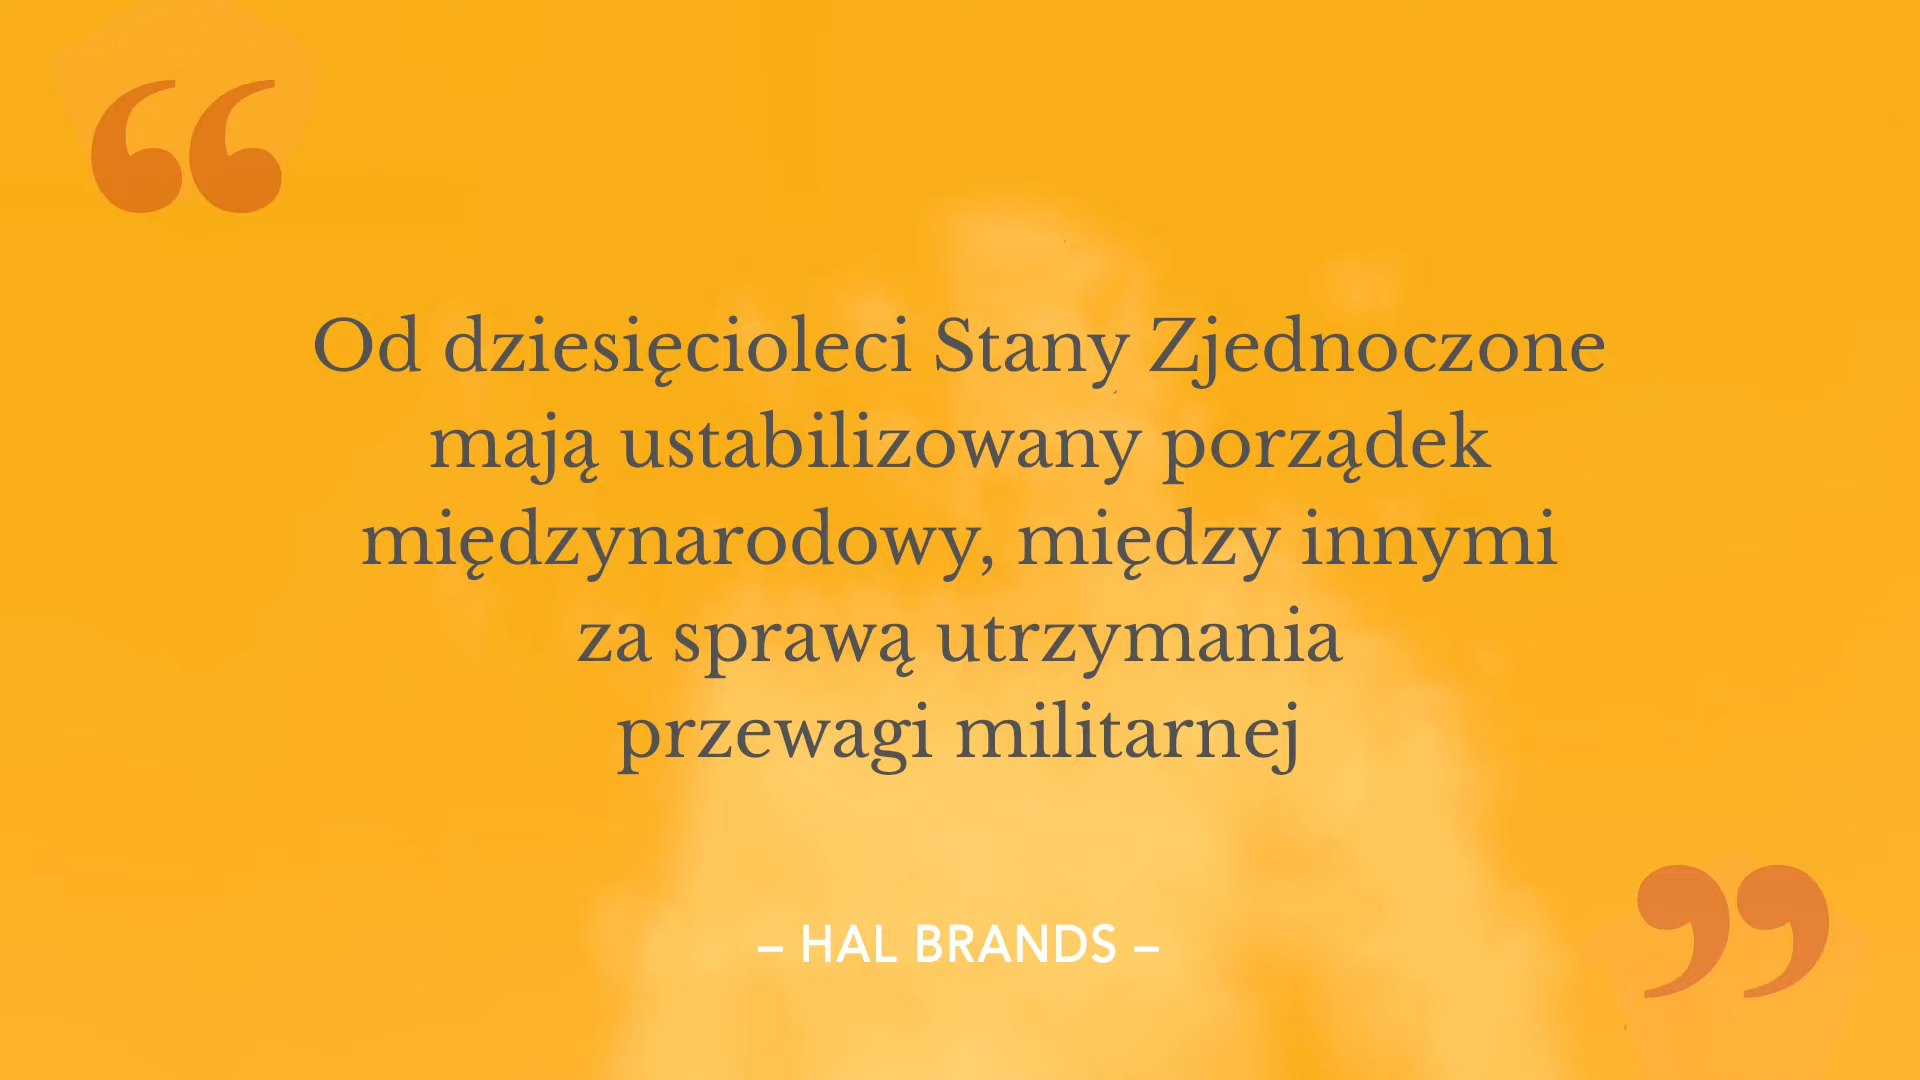 “
Od dziesięcioleci Stany Zjednoczone
mają ustabilizowany porządek
międzynarodowy, między innymi
za sprawą utrzymania
przewagi militarnej
– HAL BRANDS –
”